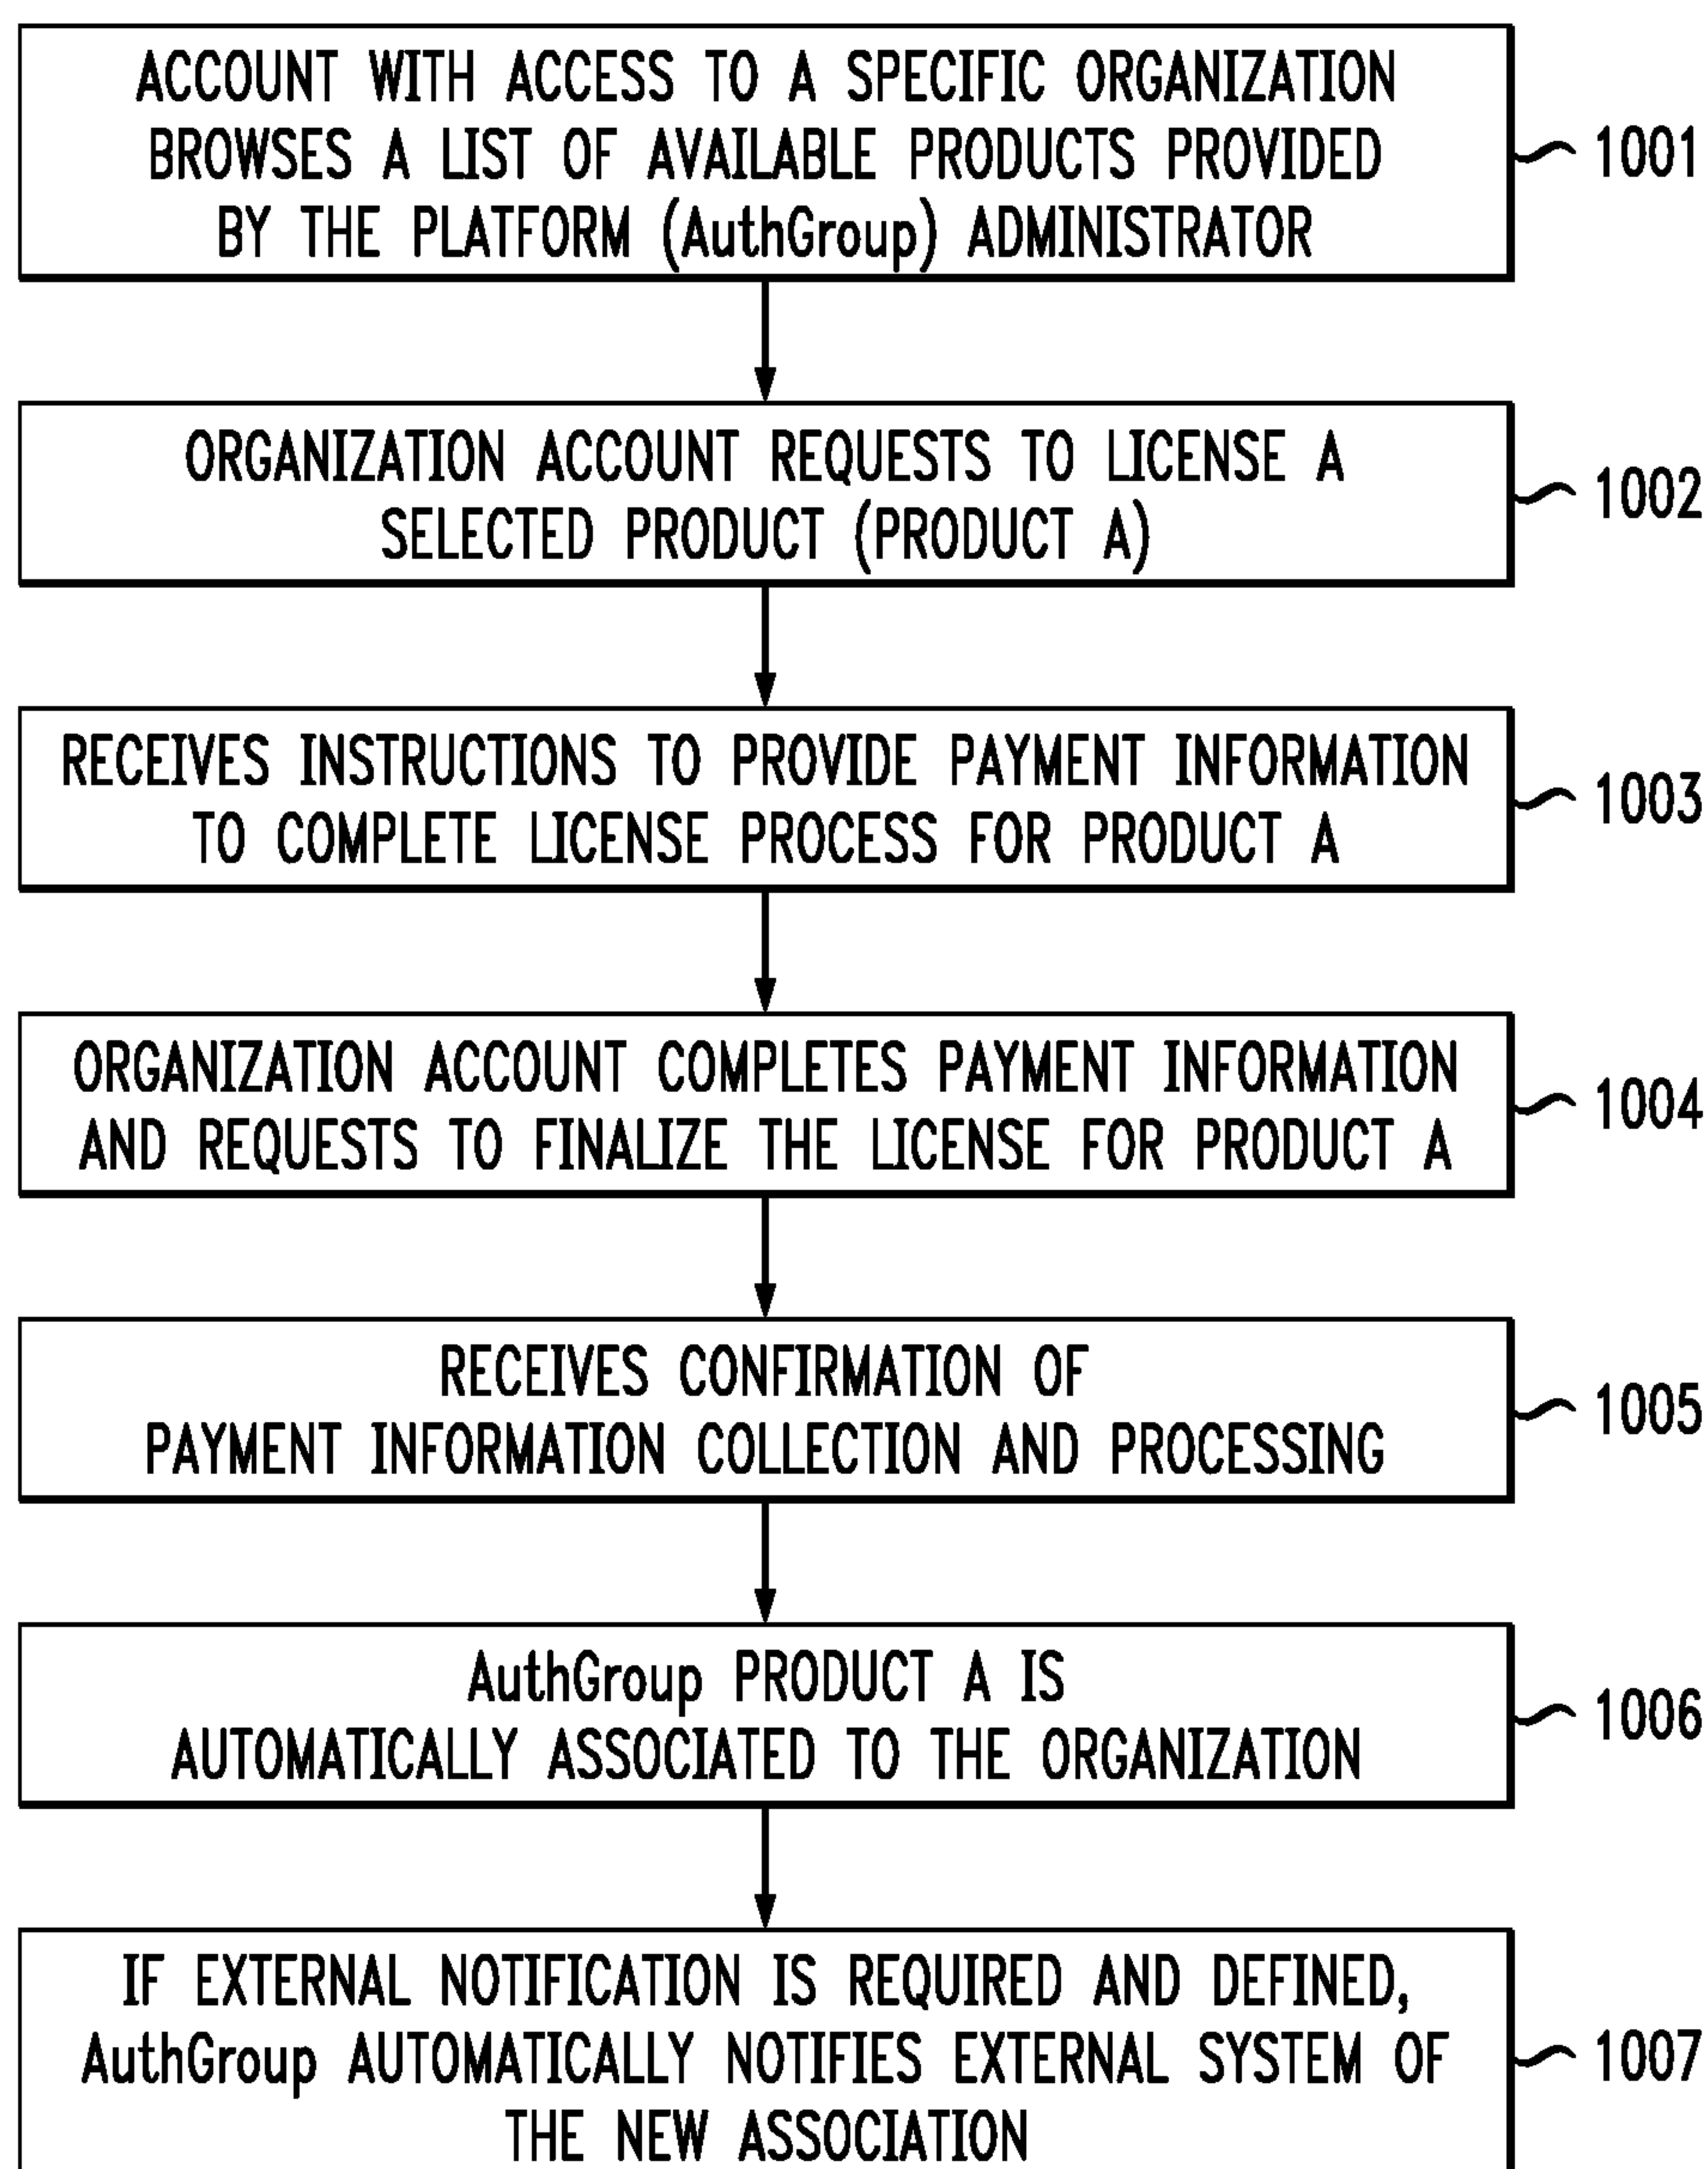 ACCOUNT WITH ACCESS TO A SPECIFIC ORGANIZATION
BROWSES A LIST OF AVAILABLE PRODUCTS PROVIDED
BY THE PLATFORM (AuthGroup) ADMINISTRATOR
1001
ORGANIZATION ACCOUNT REQUESTS TO LICENSE A
SELECTED PRODUCT (PRODUCT A)
1002
RECEIVES INSTRUCTIONS TO PROVIDE PAYMENT INFORMATION
TO COMPLETE LICENSE PROCESS FOR PRODUCT A
1003
ORGANIZATION ACCOUNT COMPLETES PAYMENT INFORMATION
AND REQUESTS TO FINALIZE THE LICENSE FOR PRODUCT A
1004
RECEIVES CONFIRMATION OF
PAYMENT INFORMATION COLLECTION AND PROCESSING
1005
AuthGroup PRODUCT A IS
AUTOMATICALLY ASSOCIATED TO THE ORGANIZATION
1006
IF EXTERNAL NOTIFICATION IS REQUIRED AND DEFINED,
AuthGroup AUTOMATICALLY NOTIFIES EXTERNAL SYSTEM OF
THE NEW ASSOCIATION
1007